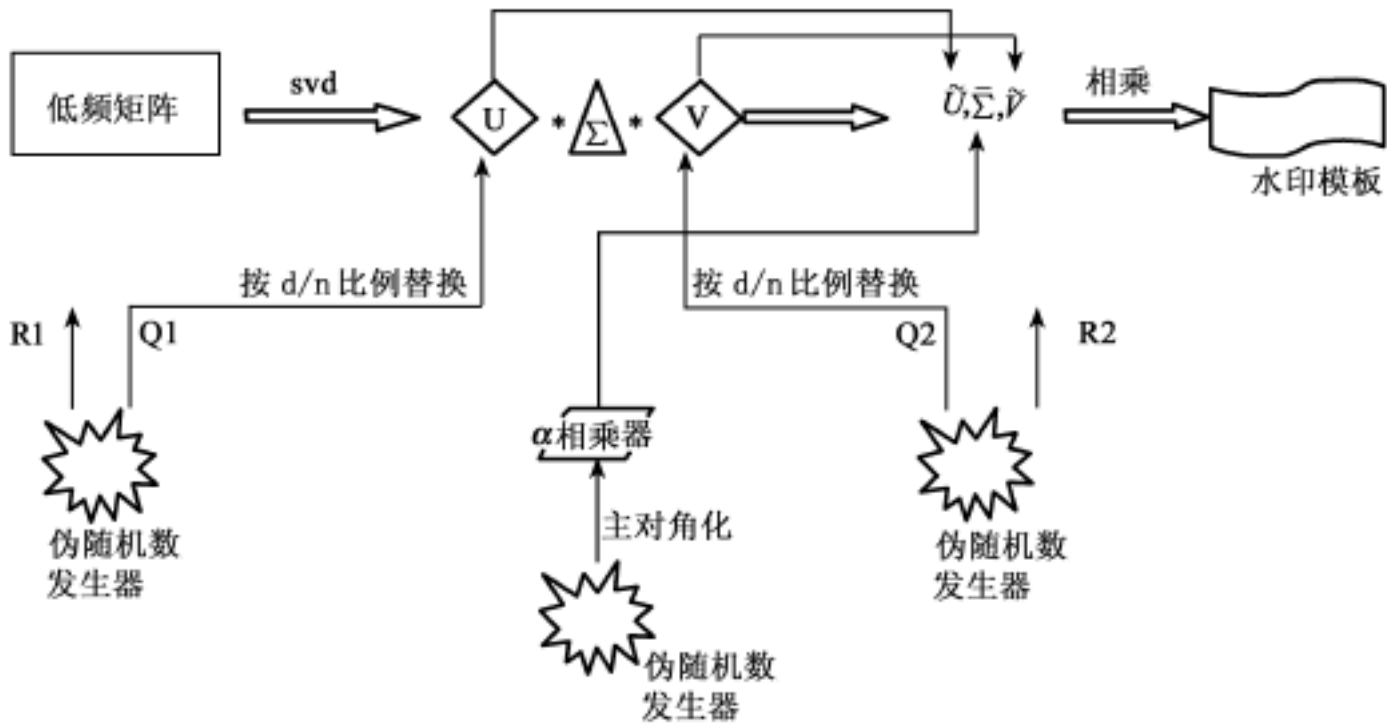 低频矩阵
svd
U
*
Σ
*
V
Ũ,Σ̄,Ṽ
相乘
水印模板
按 d/n 比例替换
按 d/n 比例替换
R1
Q1
Q2
R2
α相乘器
主对角化
伪随机数
发生器
伪随机数
发生器
伪随机数
发生器